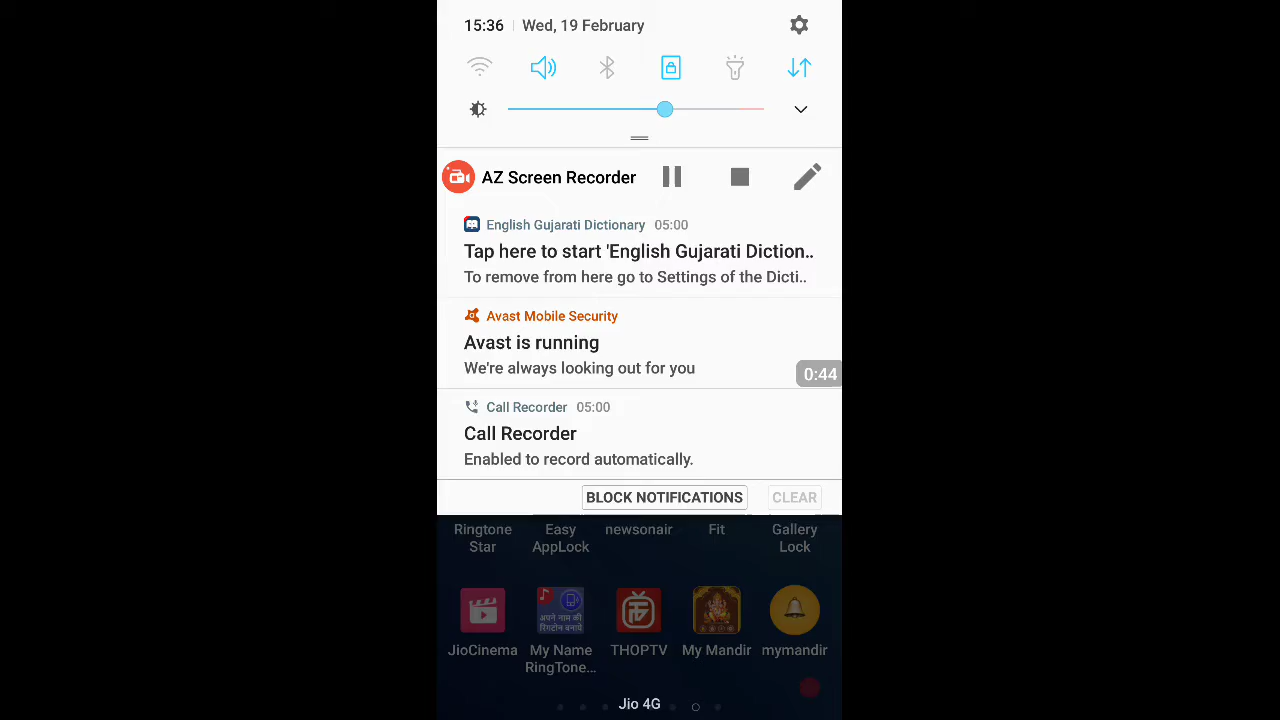 15:36 | Wed, 19 February
AZ Screen Recorder
English Gujarati Dictionary 05:00
Tap here to start 'English Gujarati Diction..
To remove from here go to Settings of the Dicti..
Avast Mobile Security
Avast is running
We're always looking out for you
0:44
Call Recorder 05:00
Call Recorder
Enabled to record automatically.
BLOCK NOTIFICATIONS CLEAR
Ringtone Star
Easy AppLock
newsonair
Fit
Gallery Lock
अपने नाम की
रिंगटोन बनाये
JioCinema
My Name RingTone...
THOPTV
My Mandir
mymandir
Jio 4G